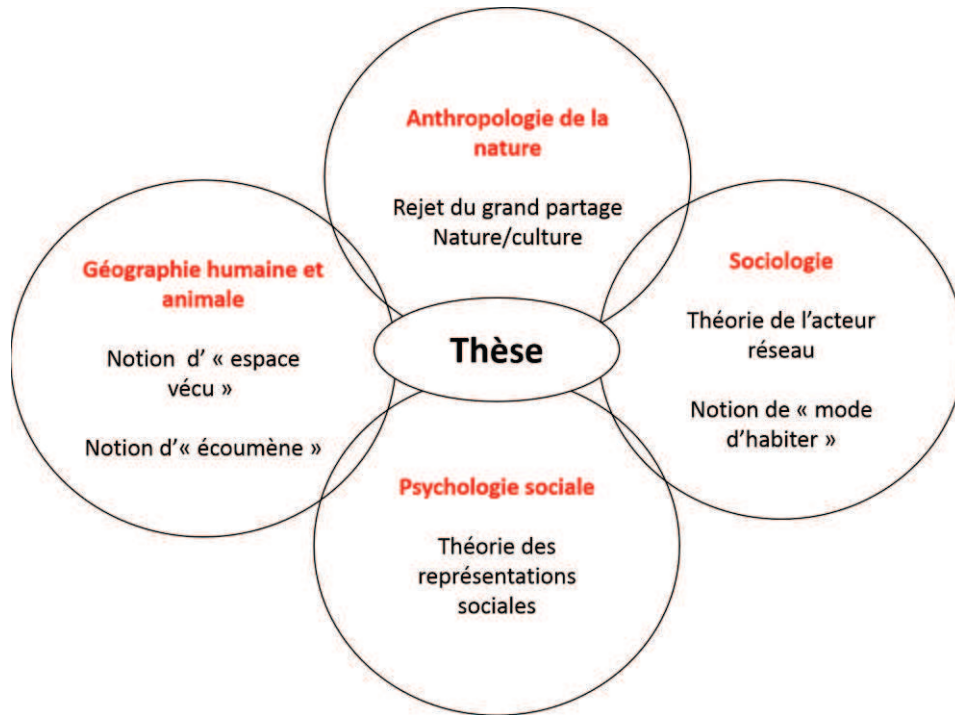 Anthropologie de la
nature
Rejet du grand partage
Nature/culture
Géographie humaine et
animale
Notion d' « espace
vécu »
Notion d'« écoumène »
Thèse
Sociologie
Théorie de l'acteur
réseau
Notion de « mode
d'habiter »
Psychologie sociale
Théorie des
représentations
sociales